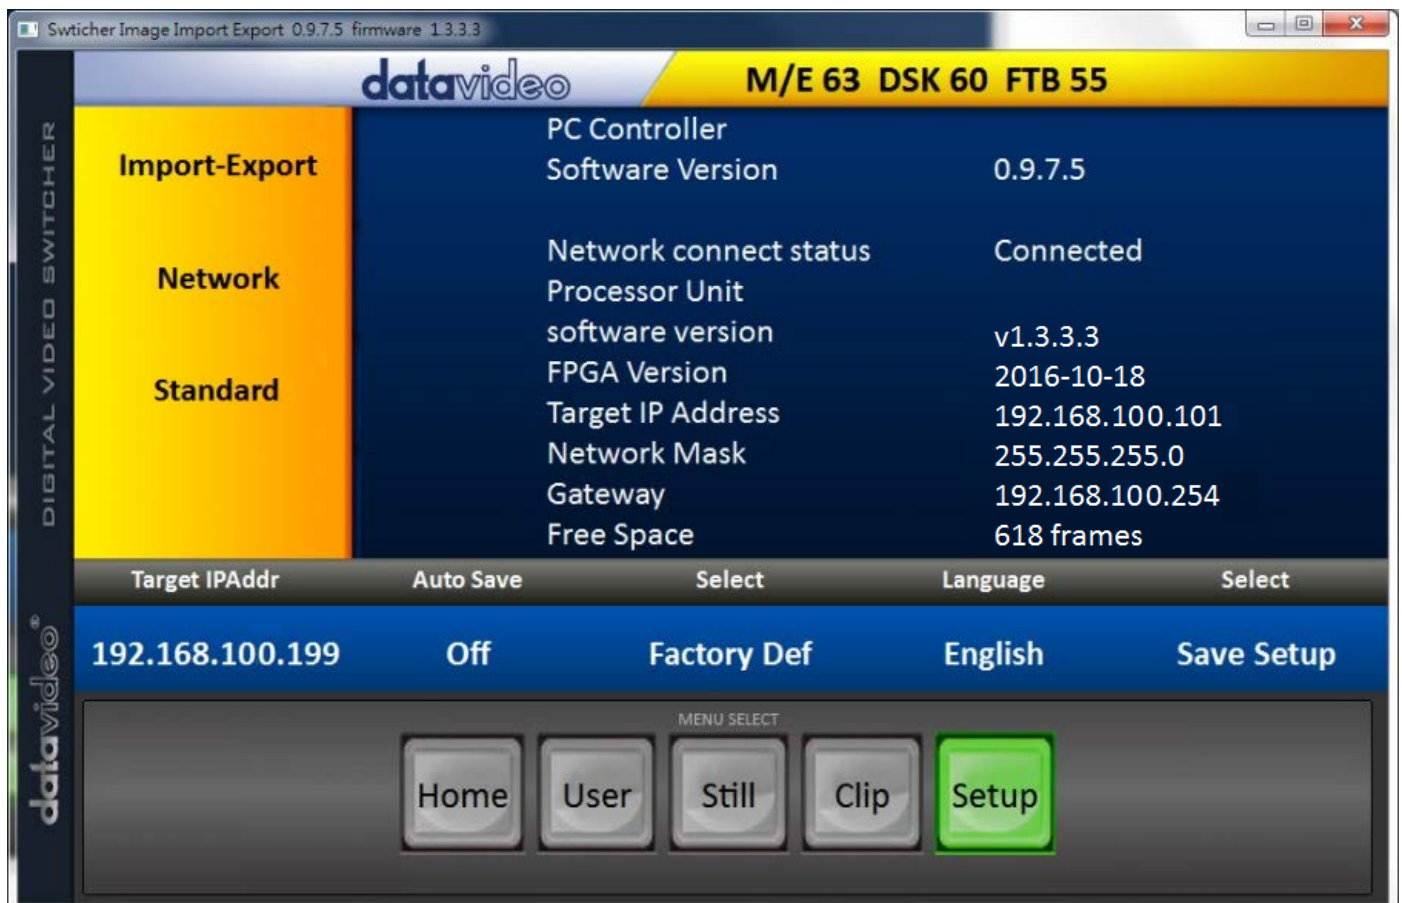 Swticher Image Import Export 0.9.7.5 firmware 1.3.3.3
datavideo
M/E 63 DSK 60 FTB 55
DIGITAL VIDEO SWITCHER
datavideo®
Import-Export
Network
Standard
PC Controller
Software Version 0.9.7.5
Network connect status Connected
Processor Unit
software version v1.3.3.3
FPGA Version 2016-10-18
Target IP Address 192.168.100.101
Network Mask 255.255.255.0
Gateway 192.168.100.254
Free Space 618 frames
Target IPAddr Auto Save Select Language Select
192.168.100.199 Off Factory Def English Save Setup
MENU SELECT
Home User Still Clip Setup